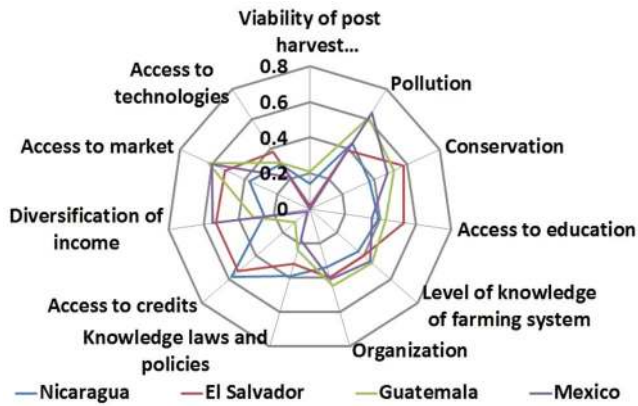 Viability of post
harvest...
0.8
0.6
0.4
0.2
0
Pollution
Conservation
Access to education
Level of knowledge
of farming system
Organization
Knowledge laws and
policies
Access to credits
Diversification of
income
Access to market
Access to
technologies
Nicaragua El Salvador Guatemala Mexico